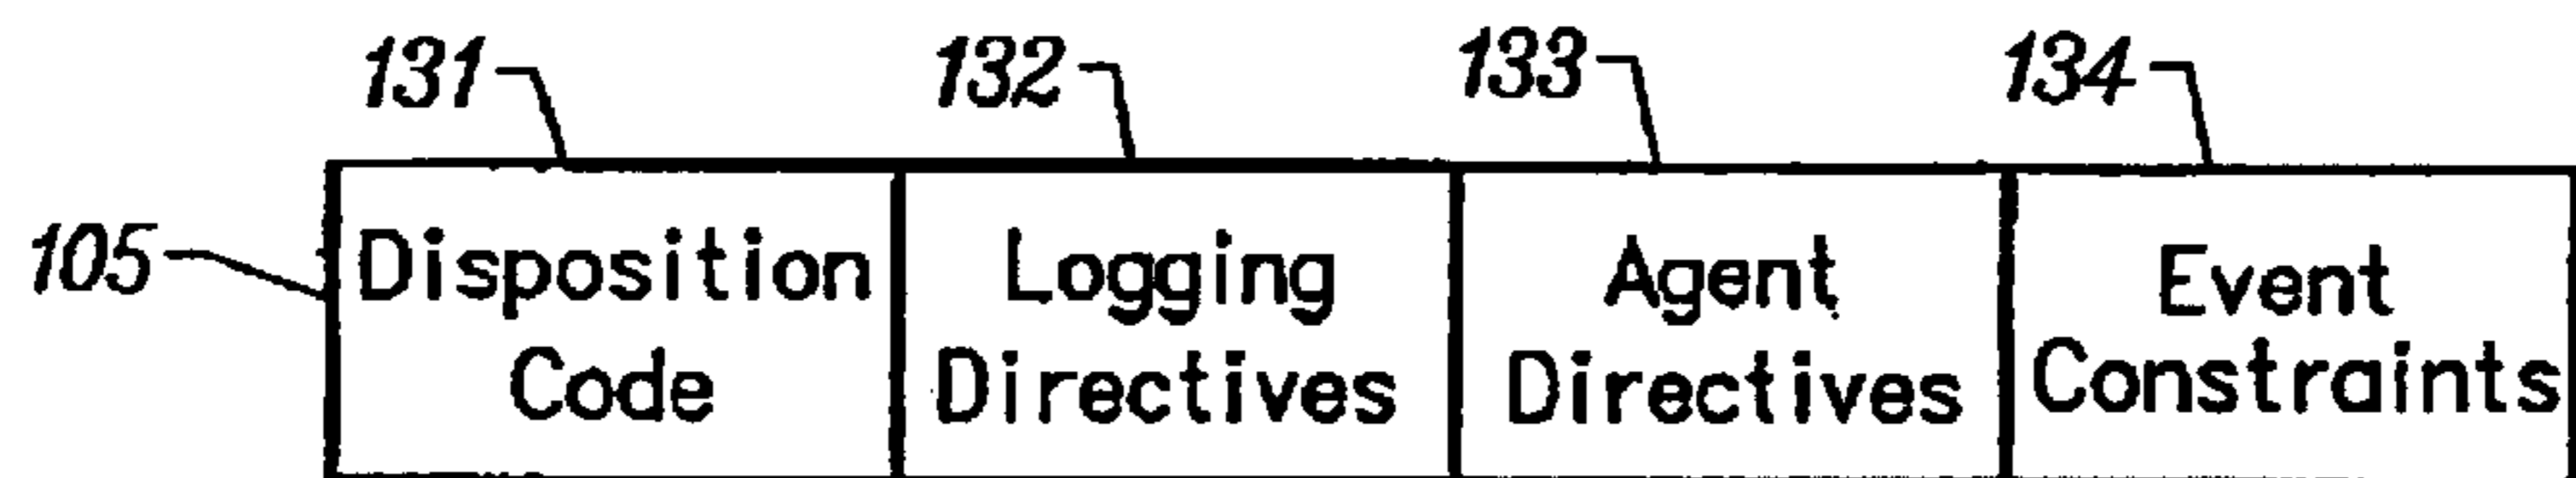 131 132 133 134
105 Disposition Logging Agent Event
Code Directives Directives Constraints